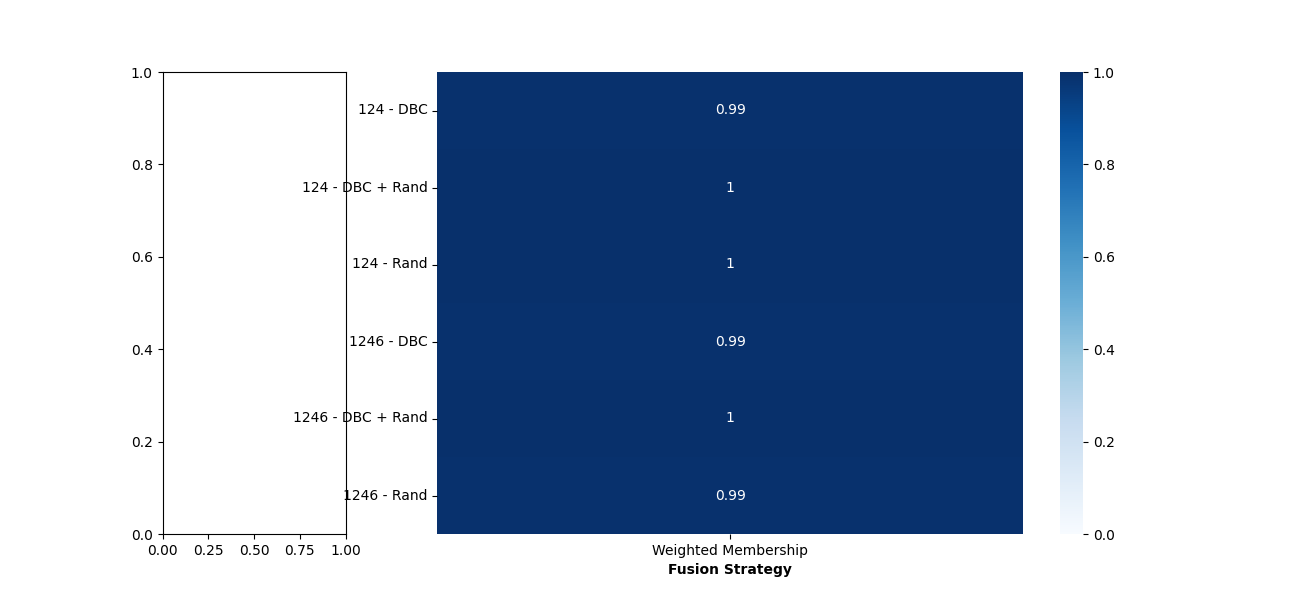 1.0
0.8
0.6
0.4
0.2
0.0
0.00 0.25 0.50 0.75 1.00
124 - DBC
124 - DBC + Rand
124 - Rand
1246 - DBC
1246 - DBC + Rand
1246 - Rand
0.99
1
1
0.99
1
0.99
Weighted Membership
Fusion Strategy
1.0
0.8
0.6
0.4
0.2
0.0